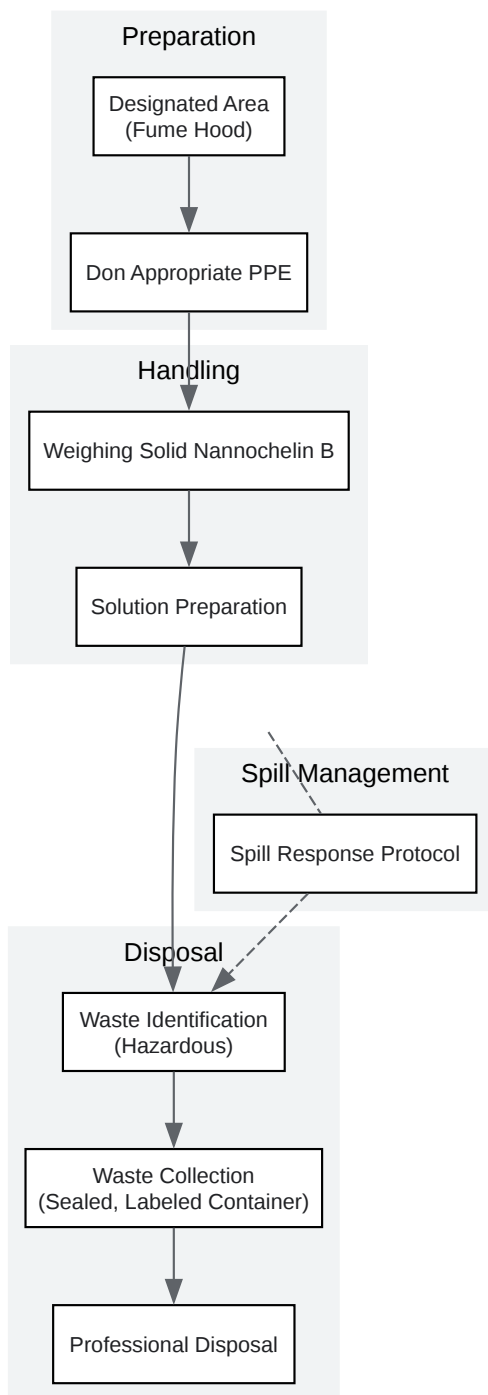 Preparation
Designated Area
(Fume Hood)
Don Appropriate PPE
Handling
Weighing Solid Nannochelin B
Solution Preparation
Spill Management
Spill Response Protocol
Disposal
Waste Identification
(Hazardous)
Waste Collection
(Sealed, Labeled Container)
Professional Disposal